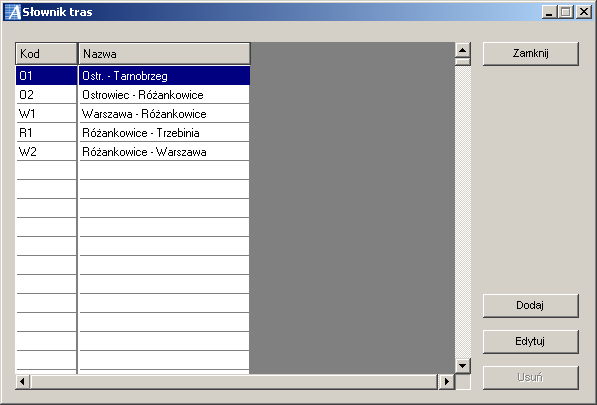 Słownik tras
Kod Nazwa
O1 Ostr. - Tarnobrzeg
O2 Ostrowiec - Różankowice
W1 Warszawa - Różankowice
R1 Różankowice - Trzebinia
W2 Różankowice - Warszawa
Zamknij
Dodaj
Edytuj
Usuń